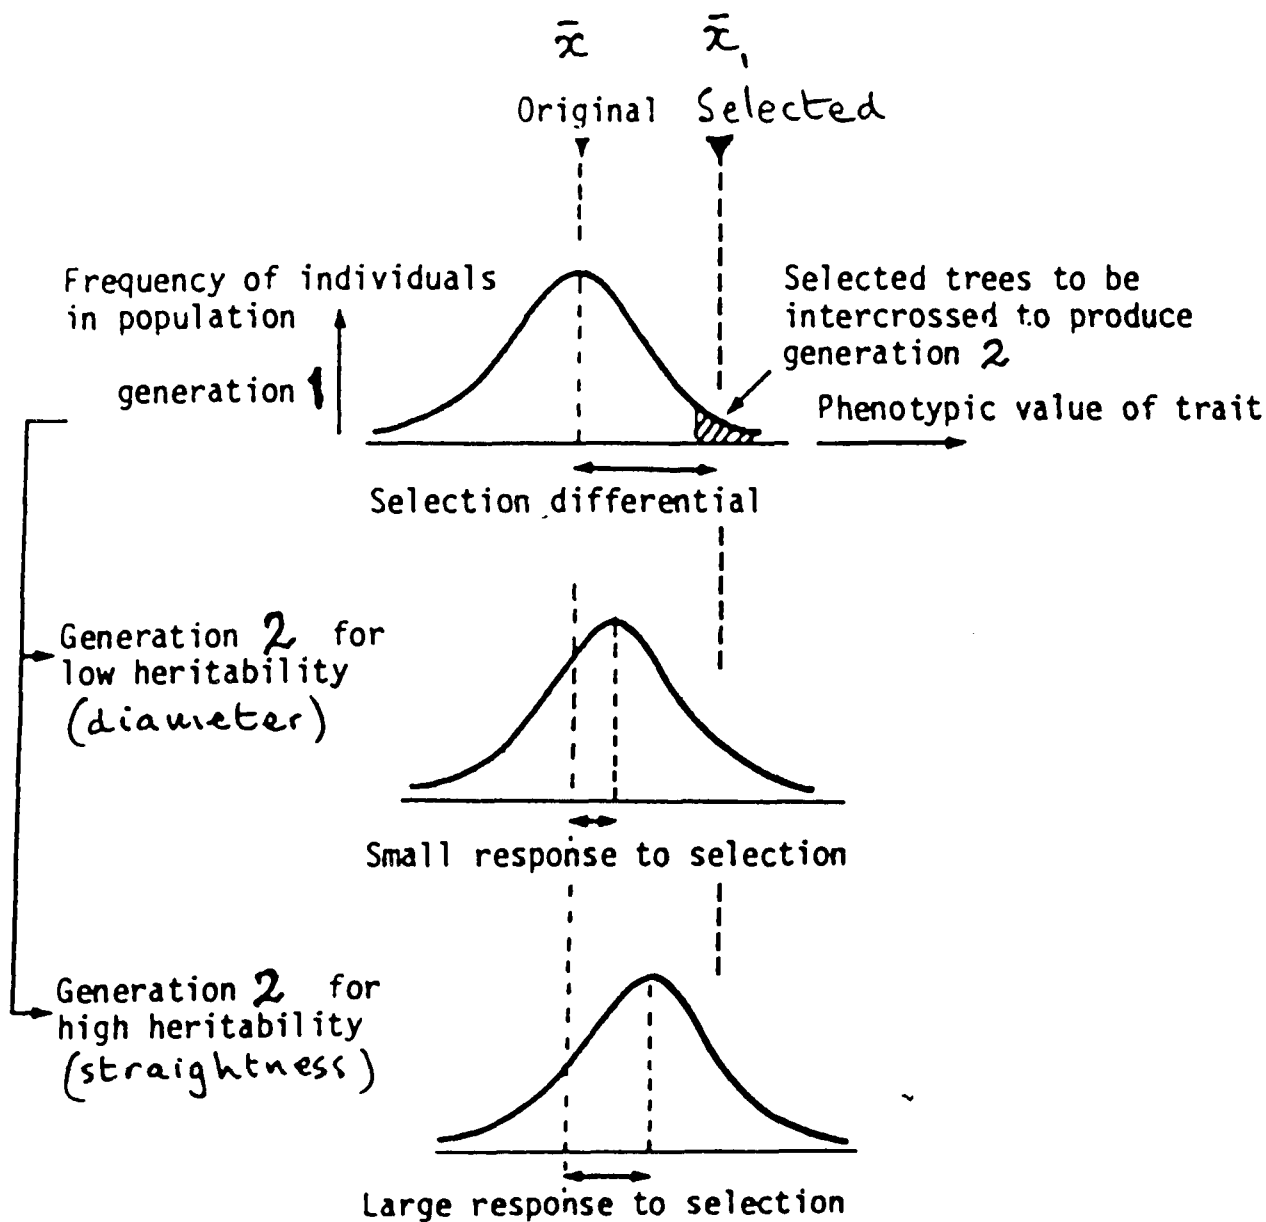 x̄
x̄₁
Original Selected
Frequency of individuals
in population
generation 1
Selected trees to be
intercrossed to produce
generation 2
Phenotypic value of trait
Selection differential
Generation 2 for
low heritability
(diameter)
Small response to selection
Generation 2 for
high heritability
(straightness)
Large response to selection